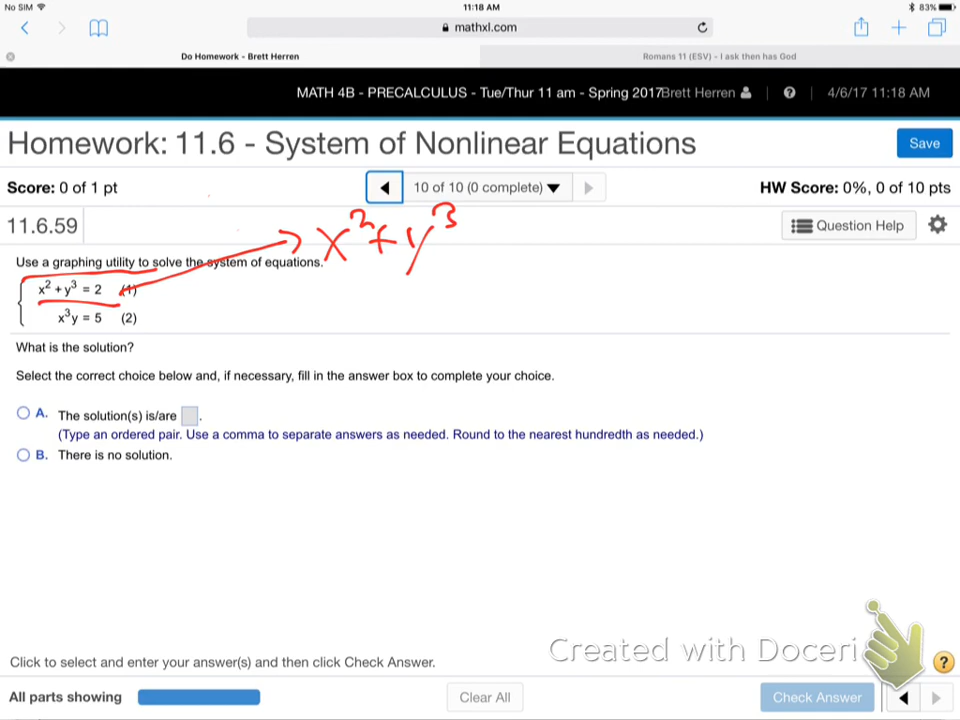 No SIM 11:18 AM 83%
mathxl.com
Do Homework - Brett Herren Romans 11 (ESV) - I ask then has God
MATH 4B - PRECALCULUS - Tue/Thur 11 am - Spring 2017 Brett Herren ? 4/6/17 11:18 AM
Homework: 11.6 - System of Nonlinear Equations Save
Score: 0 of 1 pt 10 of 10 (0 complete) HW Score: 0%, 0 of 10 pts
11.6.59 Question Help
x² + y³
Use a graphing utility to solve the system of equations.
x² + y³ = 2 (1)
x³y = 5 (2)
What is the solution?
Select the correct choice below and, if necessary, fill in the answer box to complete your choice.
A. The solution(s) is/are .
(Type an ordered pair. Use a comma to separate answers as needed. Round to the nearest hundredth as needed.)
B. There is no solution.
Created with Doceri
Click to select and enter your answer(s) and then click Check Answer. ?
All parts showing Clear All Check Answer